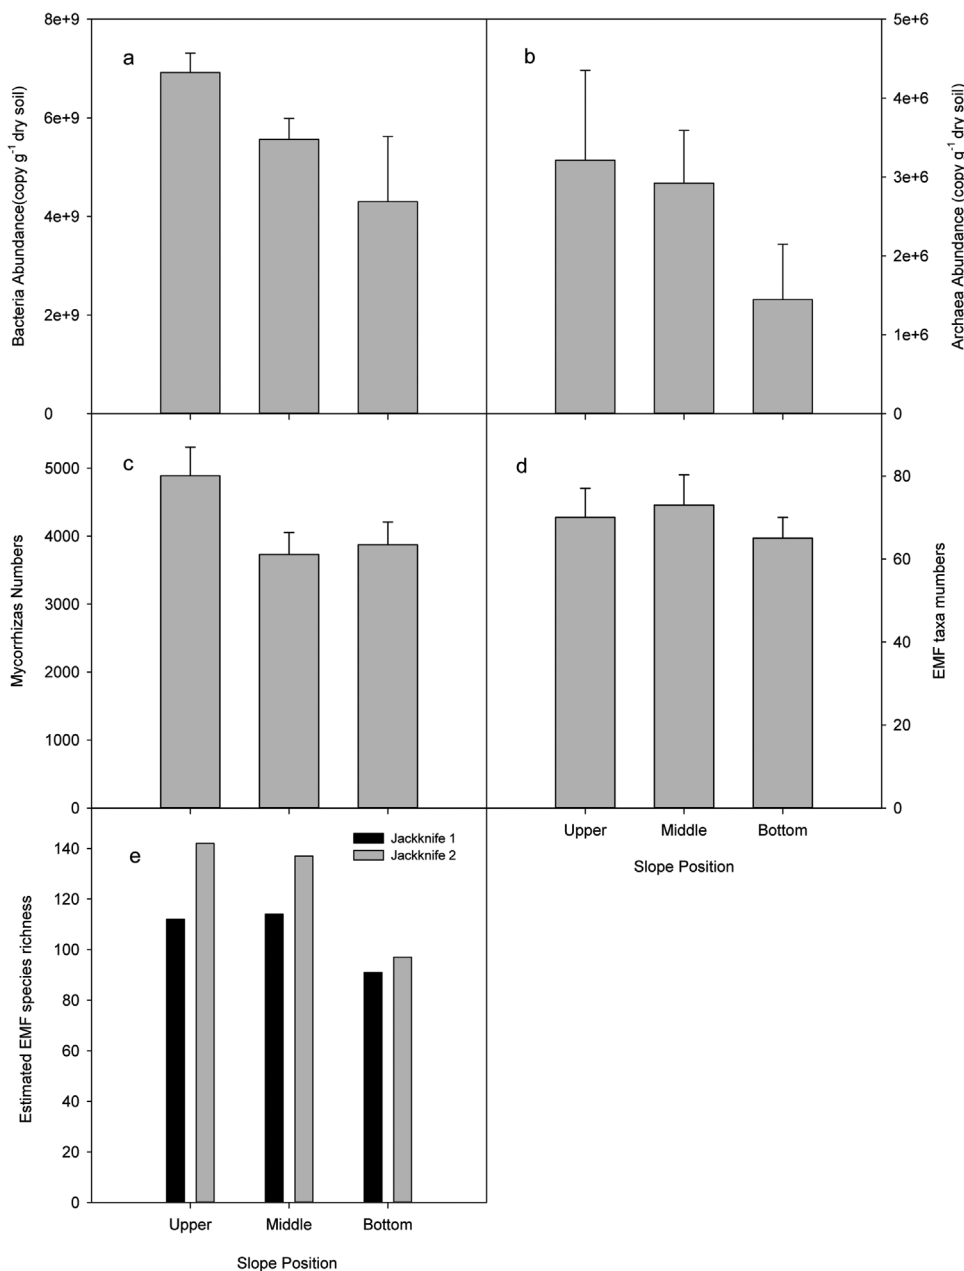 a
8e+9
6e+9
4e+9
2e+9
0
Bacteria Abundance(copy g-1 dry soil)
b
5e+6
4e+6
3e+6
2e+6
1e+6
0
Archaea Abundance (copy g-1 dry soil)
c
5000
4000
3000
2000
1000
0
Mycorrhizas Numbers
d
80
60
40
20
0
EMF taxa mumbers
Upper
Middle
Bottom
Slope Position
e
Jackknife 1
Jackknife 2
140
120
100
80
60
40
20
0
Estimated EMF species richness
Upper
Middle
Bottom
Slope Position